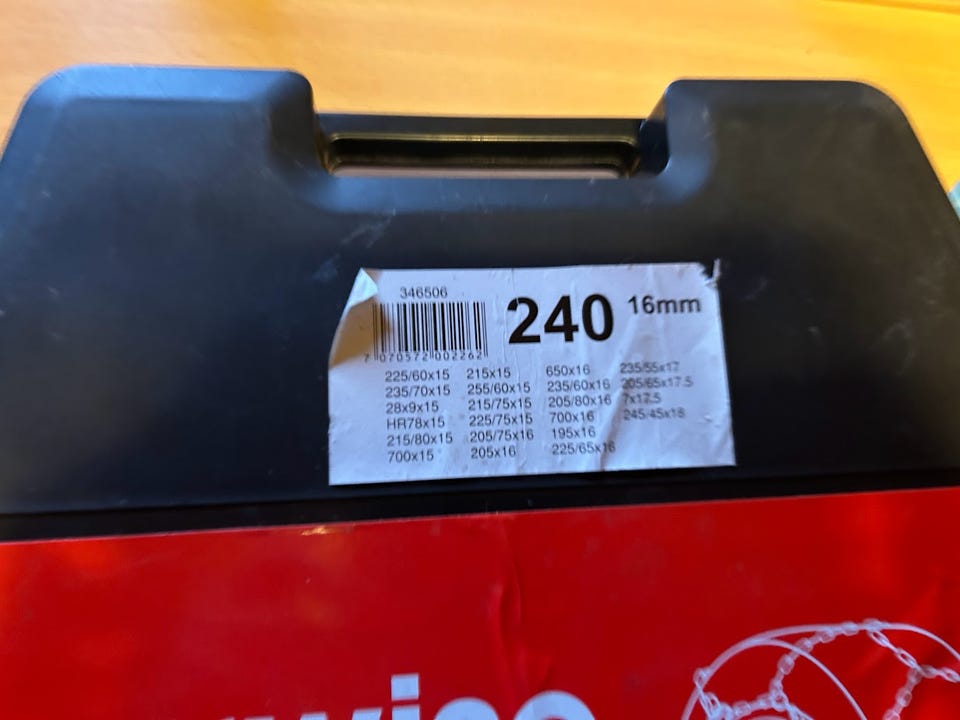 346506
240 16mm
7 070572 002262
225/60x15 215x15 650x16 235/55x17
235/70x15 255/60x15 235/60x16 205/65x17.5
28x9x15 215/75x15 205/80x16 7x17.5
HR78x15 225/75x15 700x16 245/45x18
215/80x15 205/75x16 195x16
700x15 205x16 225/65x16